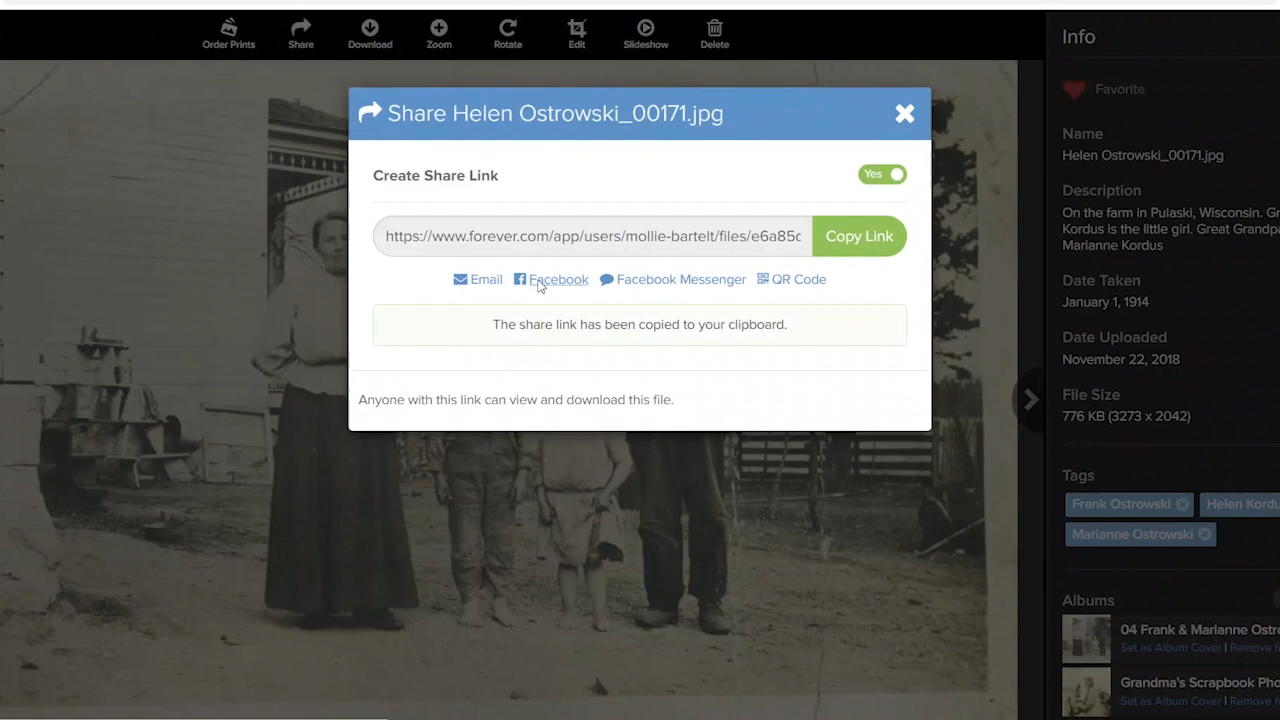 Order Prints
Share
Download
Zoom
Rotate
Edit
Slideshow
Delete
Share Helen Ostrowski_00171.jpg
Create Share Link
Yes
https://www.forever.com/app/users/mollie-bartelt/files/e6a85c
Copy Link
Email Facebook Facebook Messenger QR Code
The share link has been copied to your clipboard.
Anyone with this link can view and download this file.
Info
Favorite
Name
Helen Ostrowski_00171.jpg
Description
On the farm in Pulaski, Wisconsin. Gr
Kordus is the little girl. Great Grandpa
Marianne Kordus
Date Taken
January 1, 1914
Date Uploaded
November 22, 2018
File Size
776 KB (3273 x 2042)
Tags
Frank Ostrowski Helen Kordu
Marianne Ostrowski
Albums
04 Frank & Marianne Ostro
Set as Album Cover | Remove f
Grandma's Scrapbook Pho
Set as Album Cover | Remove f